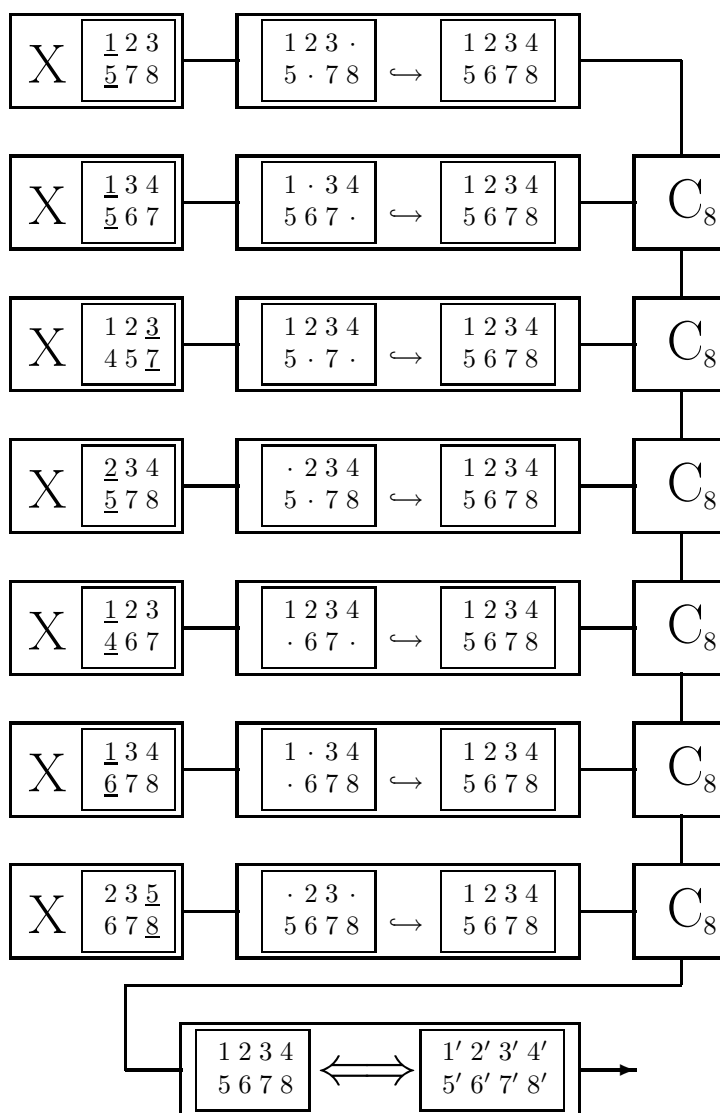 X 1 2 3 1 2 3 · 1 2 3 4
5 7 8 5 · 7 8 ↪ 5 6 7 8
X 1 3 4 1 · 3 4 1 2 3 4 C₈
5 6 7 5 6 7 · ↪ 5 6 7 8
X 1 2 3 1 2 3 4 1 2 3 4 C₈
4 5 7 5 · 7 · ↪ 5 6 7 8
X 2 3 4 · 2 3 4 1 2 3 4 C₈
5 7 8 5 · 7 8 ↪ 5 6 7 8
X 1 2 3 1 2 3 4 1 2 3 4 C₈
4 6 7 · 6 7 · ↪ 5 6 7 8
X 1 3 4 1 · 3 4 1 2 3 4 C₈
6 7 8 · 6 7 8 ↪ 5 6 7 8
X 2 3 5 · 2 3 · 1 2 3 4 C₈
6 7 8 5 6 7 8 ↪ 5 6 7 8
1 2 3 4 ⟺ 1′ 2′ 3′ 4′
5 6 7 8 5′ 6′ 7′ 8′